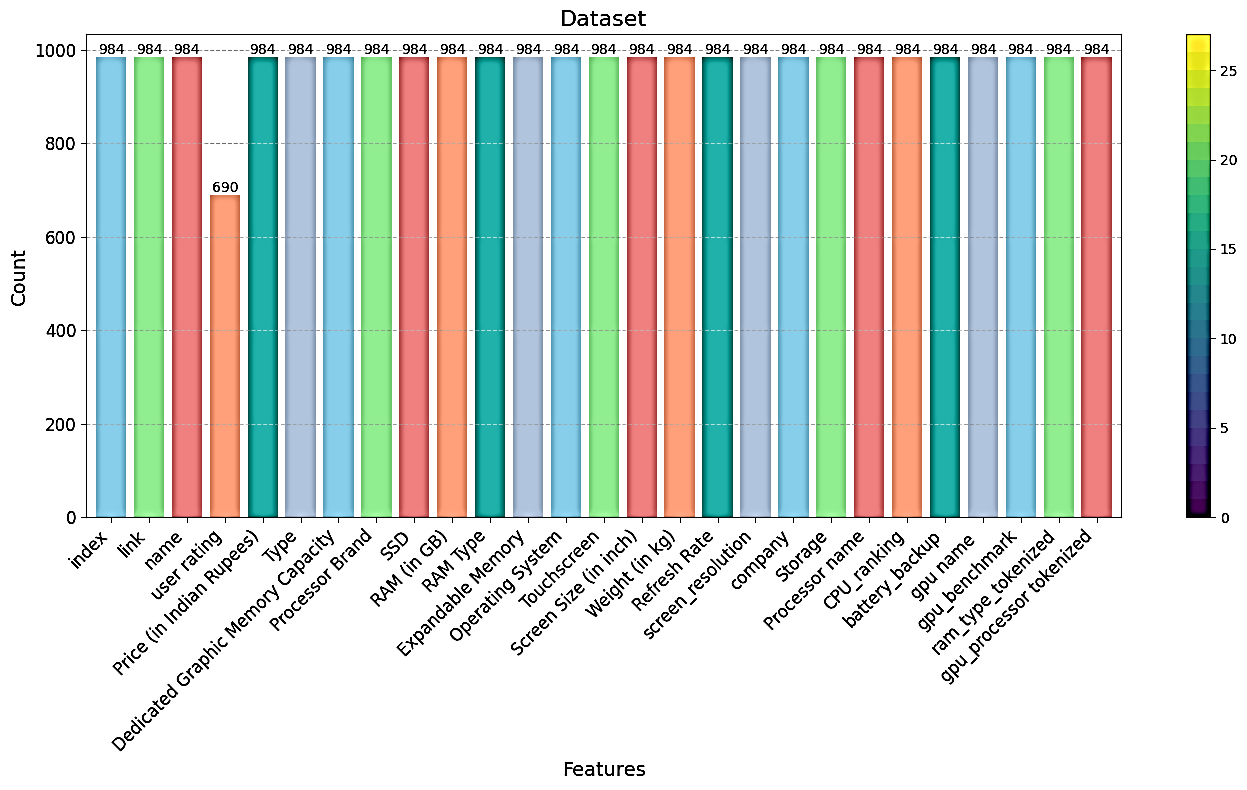 Dataset
1000
800
600
400
200
0
Count
984 984 984 690 984 984 984 984 984 984 984 984 984 984 984 984 984 984 984 984 984 984 984 984 984 984 984
index
link
name
user rating
Price (in Indian Rupees)
Type
Dedicated Graphic Memory Capacity
Processor Brand
SSD
RAM (in GB)
RAM Type
Expandable Memory
Operating System
Touchscreen
Screen Size (in inch)
Weight (in kg)
Refresh Rate
screen_resolution
company
Storage
Processor name
CPU_ranking
battery_backup
gpu name
gpu_benchmark
ram_type_tokenized
gpu_processor tokenized
Features
25
20
15
10
5
0